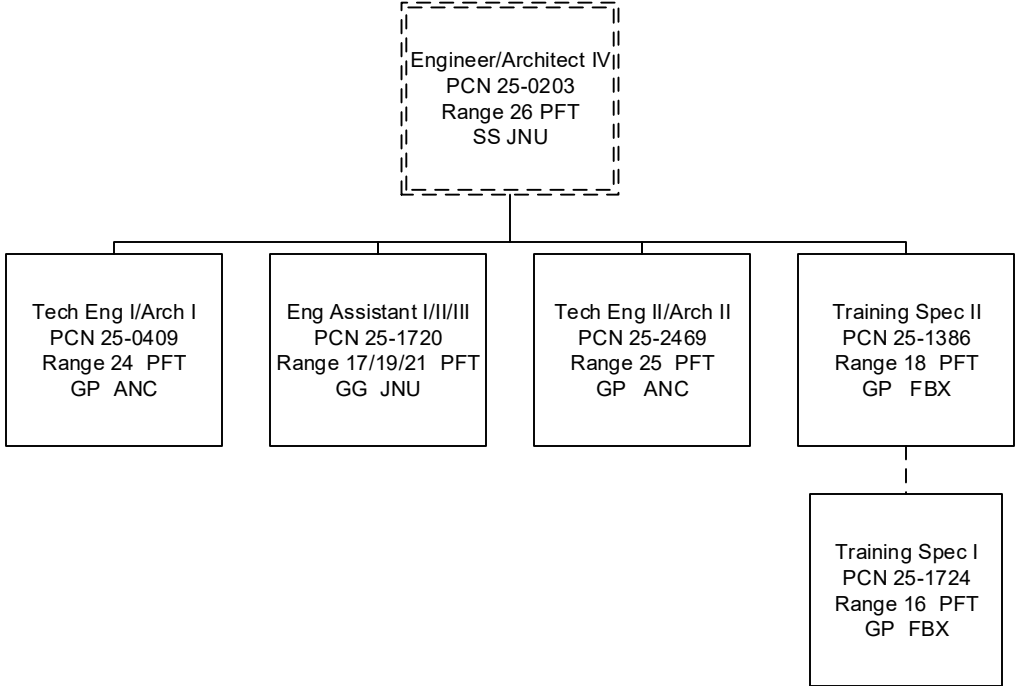 Engineer/Architect IV
PCN 25-0203
Range 26 PFT
SS JNU
Tech Eng I/Arch I
PCN 25-0409
Range 24 PFT
GP ANC
Eng Assistant I/II/III
PCN 25-1720
Range 17/19/21 PFT
GG JNU
Tech Eng II/Arch II
PCN 25-2469
Range 25 PFT
GP ANC
Training Spec II
PCN 25-1386
Range 18 PFT
GP FBX
Training Spec I
PCN 25-1724
Range 16 PFT
GP FBX